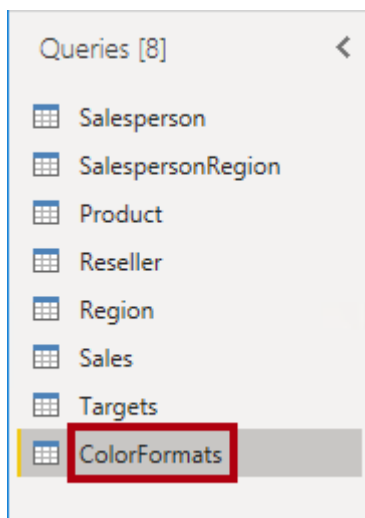 Queries [8]
Salesperson
SalespersonRegion
Product
Reseller
Region
Sales
Targets
ColorFormats